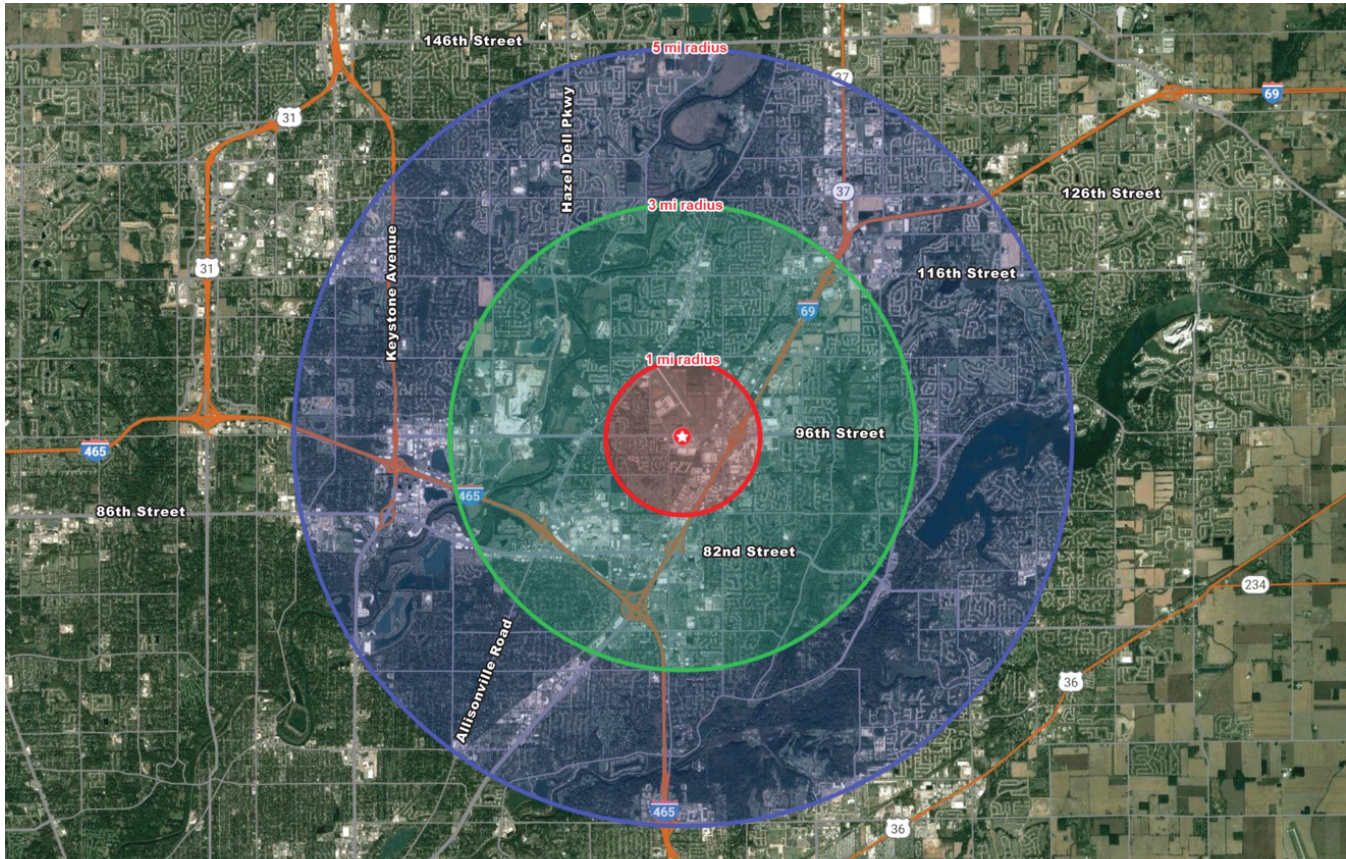 146th Street
5 mi radius
37
69
31
Hazel Dell Pkwy
37
126th Street
3 mi radius
31
Keystone Avenue
116th Street
69
1 mi radius
96th Street
465
465
86th Street
82nd Street
234
Allisonville Road
36
465
36